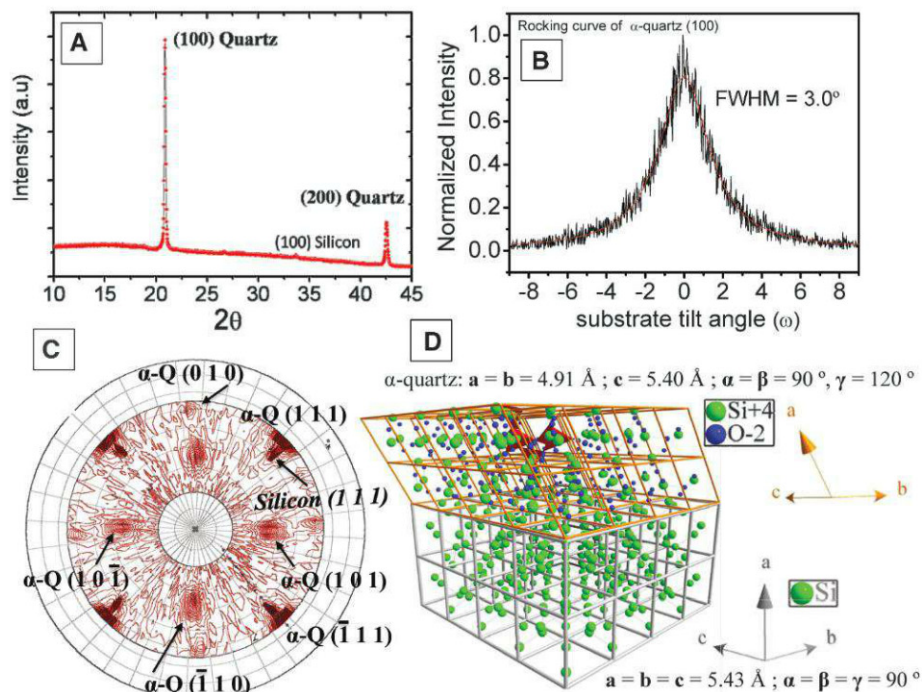 A
(100) Quartz
(200) Quartz
(100) Silicon
Intensity (a.u)
10 15 20 25 30 35 40 45
2θ
B
Rocking curve of α-quartz (100)
FWHM = 3.0º
Normalized Intensity
1.0
0.8
0.6
0.4
0.2
0.0
-8 -6 -4 -2 0 2 4 6 8
substrate tilt angle (ω)
C
α-Q (0 1 0)
α-Q (1 1 1)
Silicon (1 1 1)
α-Q (1 0 1̅)
α-Q (1 0 1)
α-Q (1̅ 1 1)
α-Q (1̅ 1 0)
D
α-quartz: a = b = 4.91 Å ; c = 5.40 Å ; α = β = 90 º, γ = 120 º
Si+4
O-2
a
c
b
a
Si
c
b
a = b = c = 5.43 Å ; α = β = γ = 90 º